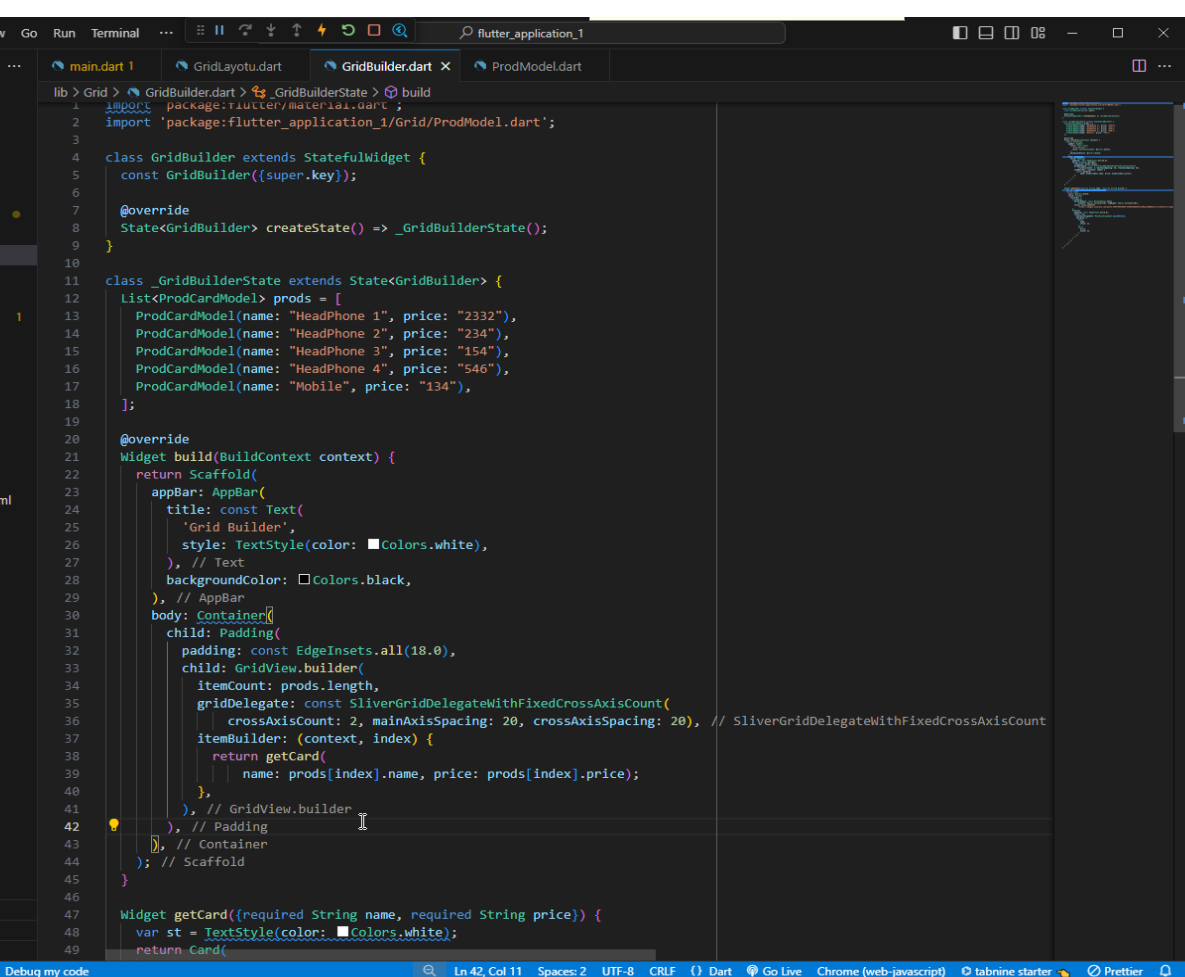 Go Run Terminal ··· flutter_application_1
··· main.dart 1 GridLayotu.dart GridBuilder.dart ProdModel.dart ···
lib > Grid > GridBuilder.dart > _GridBuilderState > build
1 import 'package:flutter/material.dart';
2 import 'package:flutter_application_1/Grid/ProdModel.dart';
3
4 class GridBuilder extends StatefulWidget {
5 const GridBuilder({super.key});
6
7 @override
8 State<GridBuilder> createState() => _GridBuilderState();
9 }
10
11 class _GridBuilderState extends State<GridBuilder> {
12 List<ProdCardModel> prods = [
13 ProdCardModel(name: "HeadPhone 1", price: "2332"),
14 ProdCardModel(name: "HeadPhone 2", price: "234"),
15 ProdCardModel(name: "HeadPhone 3", price: "154"),
16 ProdCardModel(name: "HeadPhone 4", price: "546"),
17 ProdCardModel(name: "Mobile", price: "134"),
18 ];
19
20 @override
21 Widget build(BuildContext context) {
22 return Scaffold(
23 appBar: AppBar(
24 title: const Text(
25 'Grid Builder',
26 style: TextStyle(color: Colors.white),
27 ), // Text
28 backgroundColor: Colors.black,
29 ), // AppBar
30 body: Container(
31 child: Padding(
32 padding: const EdgeInsets.all(18.0),
33 child: GridView.builder(
34 itemCount: prods.length,
35 gridDelegate: const SliverGridDelegateWithFixedCrossAxisCount(
36 crossAxisCount: 2, mainAxisSpacing: 20, crossAxisSpacing: 20), // SliverGridDelegateWithFixedCrossAxisCount
37 itemBuilder: (context, index) {
38 return getCard(
39 name: prods[index].name, price: prods[index].price);
40 },
41 ), // GridView.builder
42 ), // Padding
43 ), // Container
44 ); // Scaffold
45 }
46
47 Widget getCard({required String name, required String price}) {
48 var st = TextStyle(color: Colors.white);
49 return Card(
1
ml
Debug my code Ln 42, Col 11 Spaces: 2 UTF-8 CRLF {} Dart Go Live Chrome (web-javascript) tabnine starter Prettier